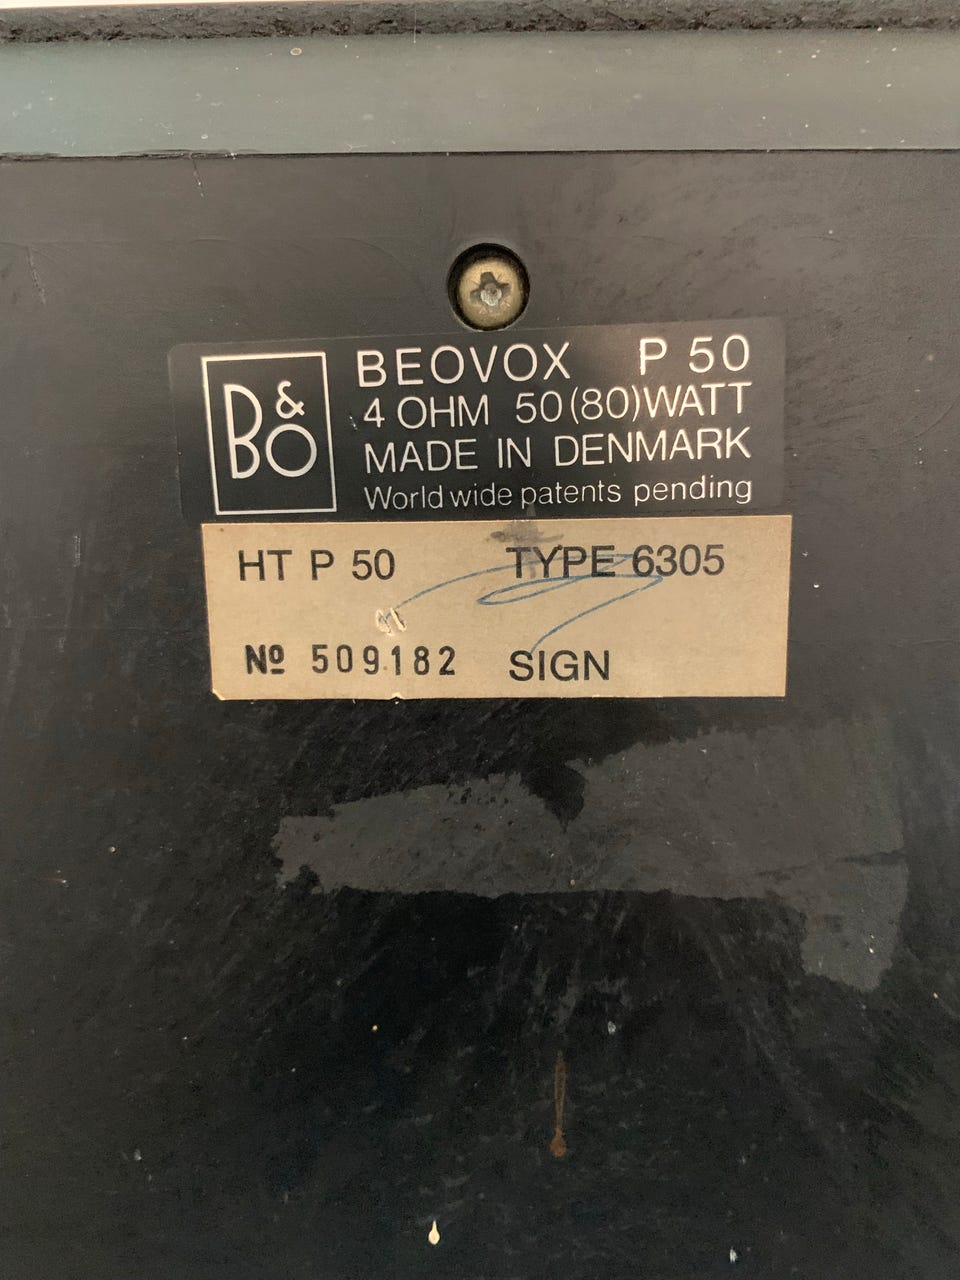 B&O
BEOVOX P 50
4 OHM 50(80)WATT
MADE IN DENMARK
World wide patents pending
HT P 50 TYPE 6305
Nº 509182 SIGN